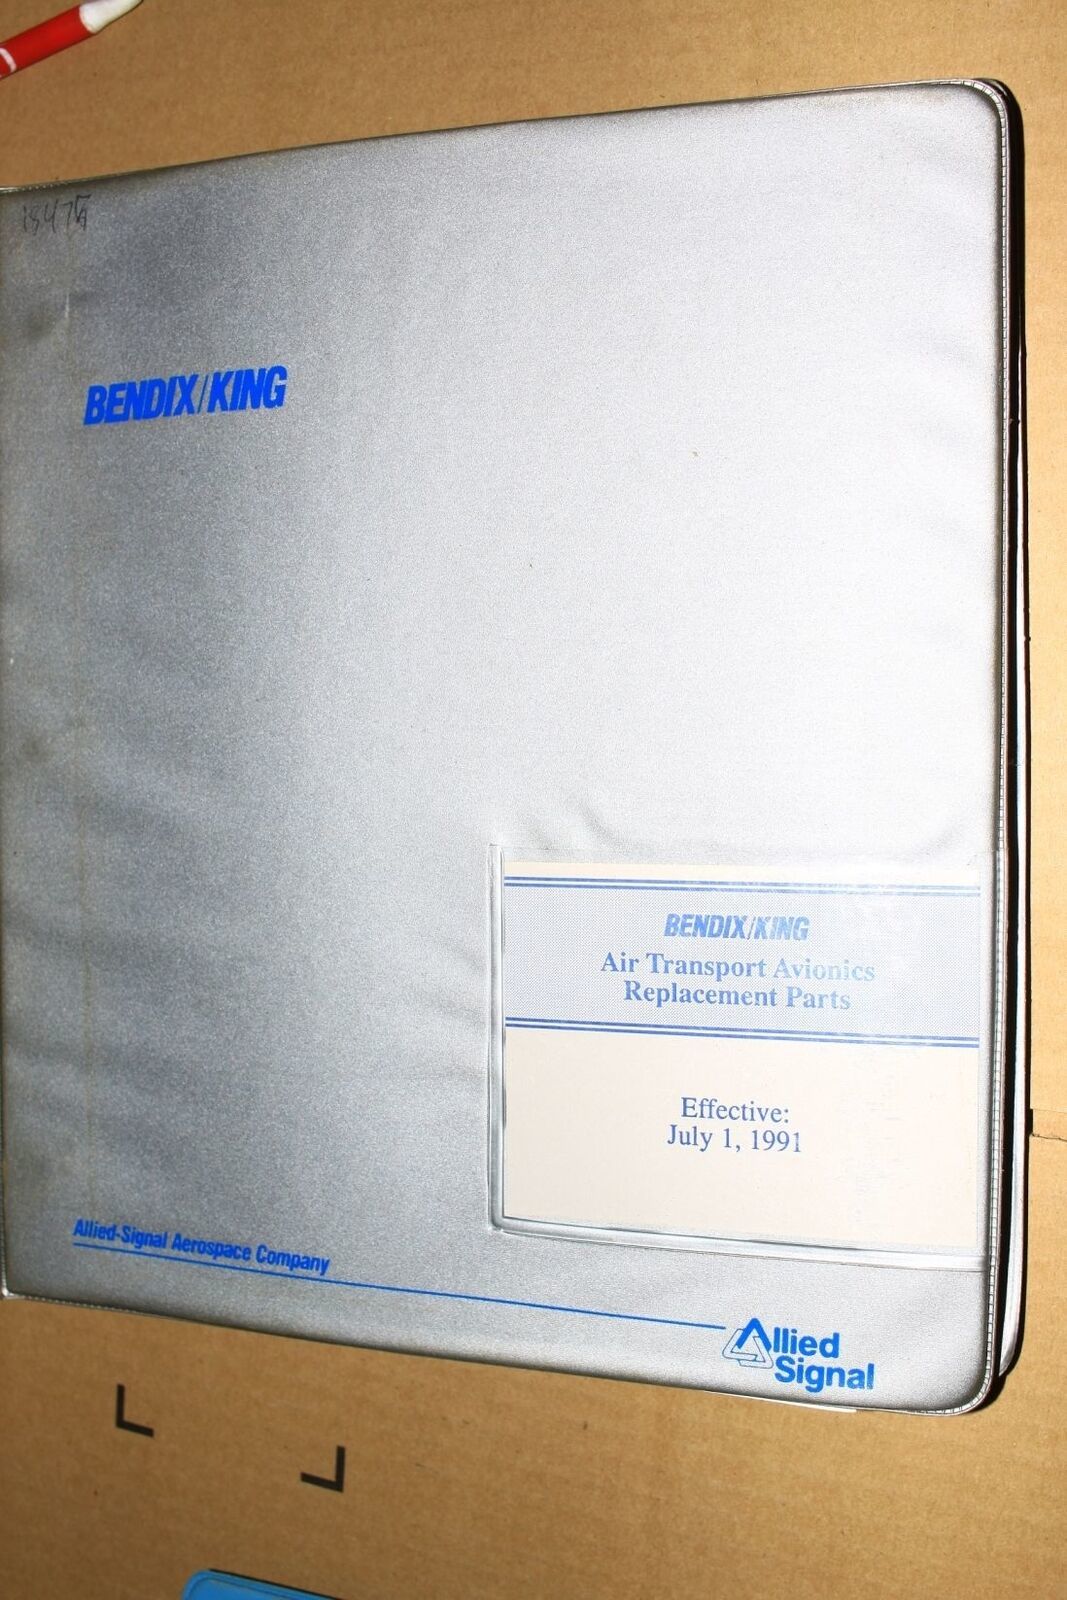 BENDIX/KING
BENDIX/KING
Air Transport Avionics
Replacement Parts
Effective:
July 1, 1991
Allied-Signal Aerospace Company
Allied
Signal